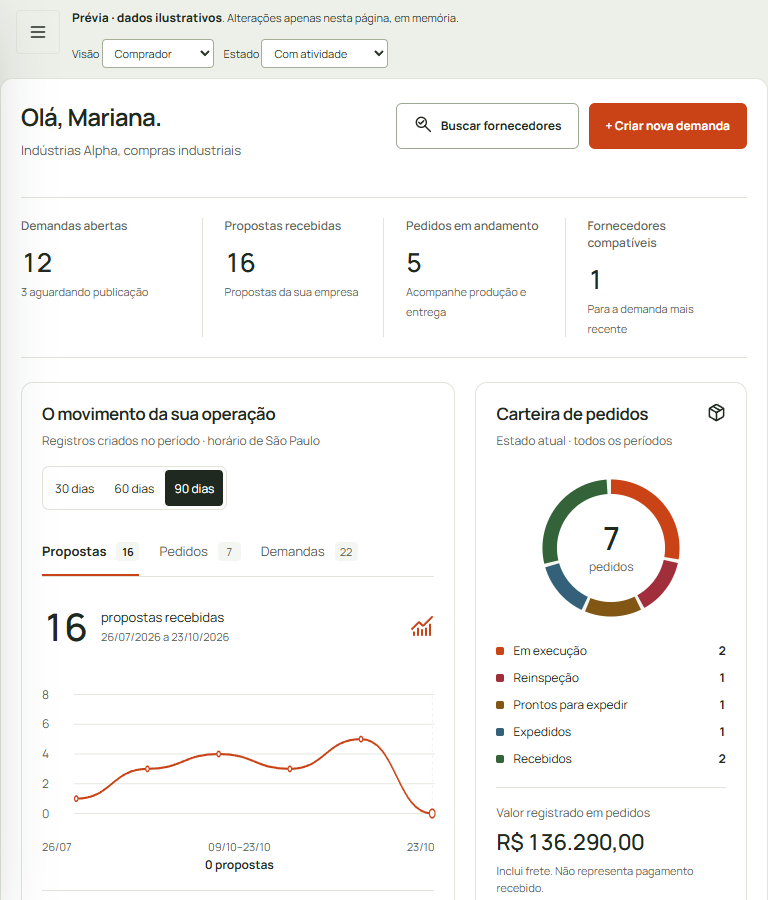 Prévia · dados ilustrativos. Alterações apenas nesta página, em memória.
Visão Comprador Estado Com atividade
Olá, Mariana.
Indústrias Alpha, compras industriais
Buscar fornecedores
+ Criar nova demanda
Demandas abertas
12
3 aguardando publicação
Propostas recebidas
16
Propostas da sua empresa
Pedidos em andamento
5
Acompanhe produção e
entrega
Fornecedores
compatíveis
1
Para a demanda mais
recente
O movimento da sua operação
Registros criados no período · horário de São Paulo
30 dias 60 dias 90 dias
Propostas 16 Pedidos 7 Demandas 22
16 propostas recebidas
26/07/2026 a 23/10/2026
8
6
4
2
0
26/07 09/10–23/10 23/10
0 propostas
Carteira de pedidos
Estado atual · todos os períodos
7
pedidos
Em execução 2
Reinspeção 1
Prontos para expedir 1
Expedidos 1
Recebidos 2
Valor registrado em pedidos
R$ 136.290,00
Inclui frete. Não representa pagamento
recebido.